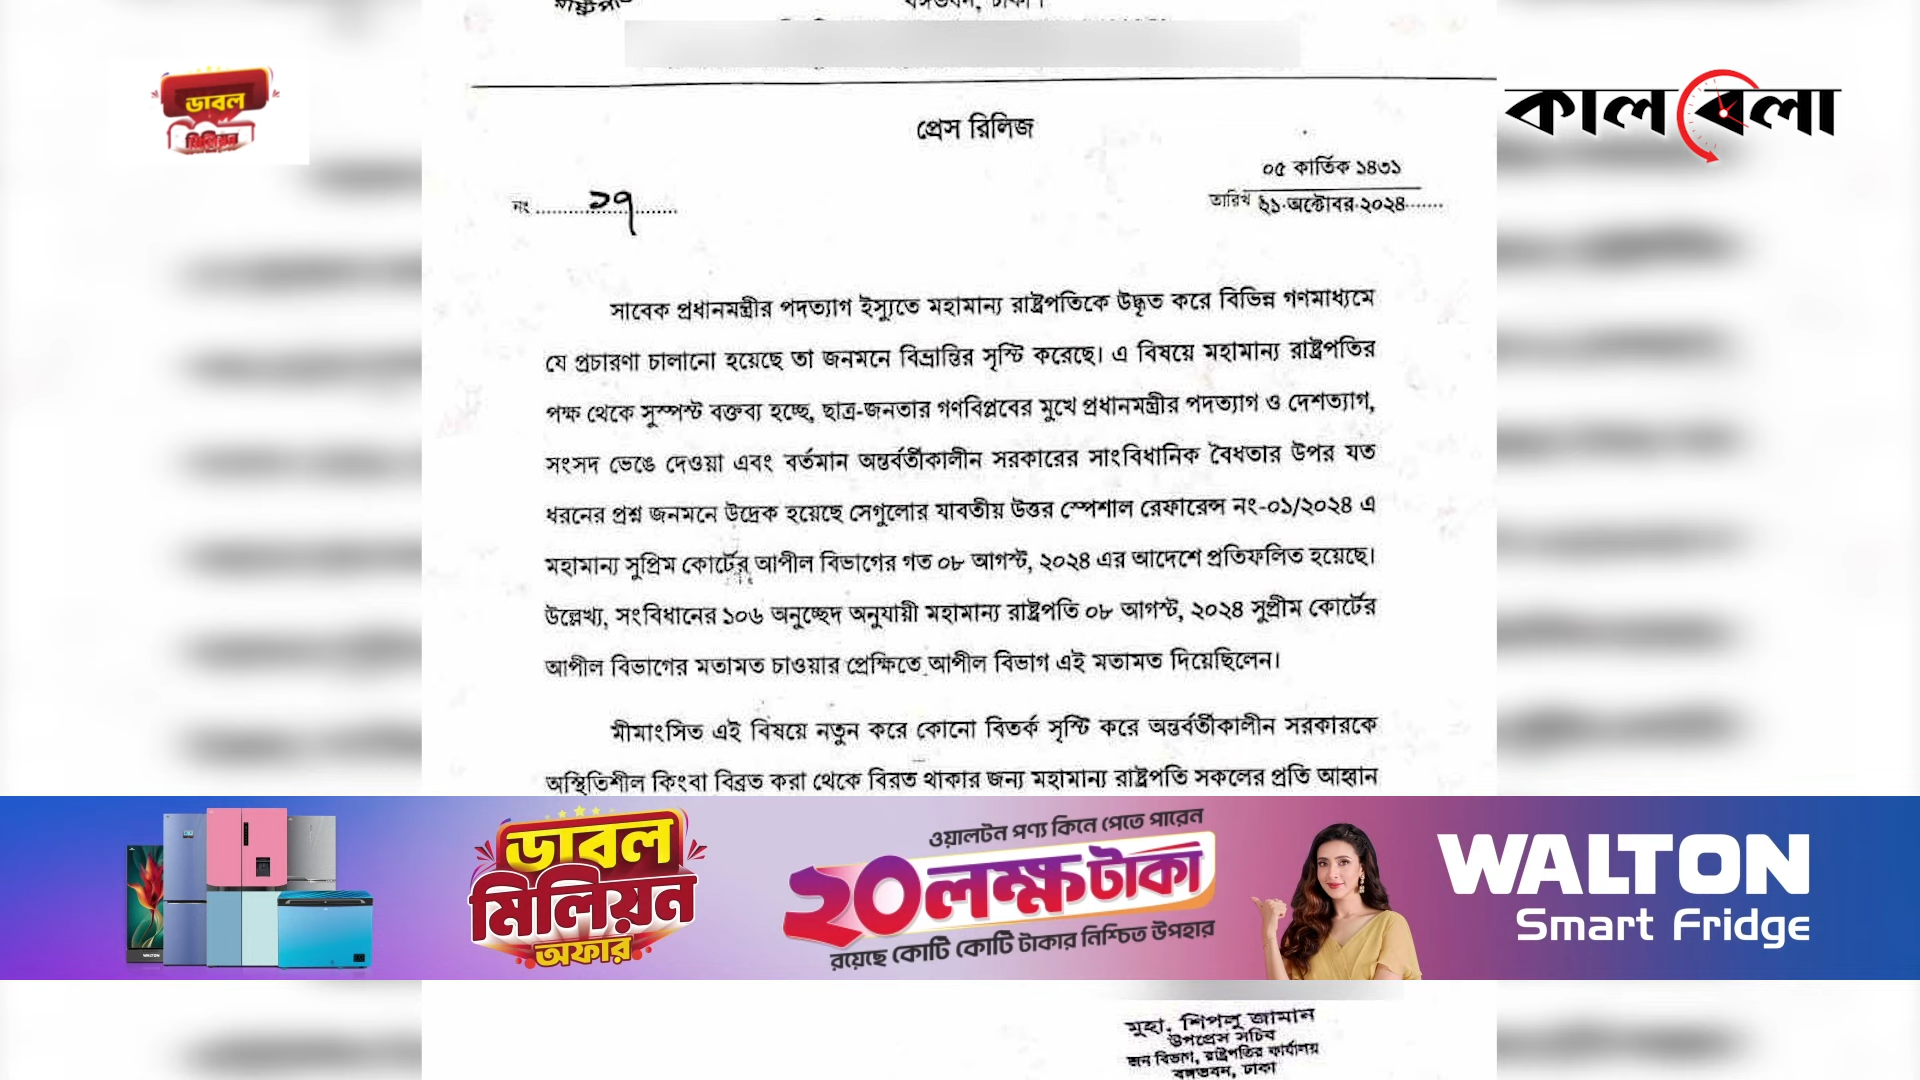 বঙ্গভবন, ঢাকা।
ডাবল
মিলিয়ন
কালবেলা
প্রেস রিলিজ
০৫ কার্তিক ১৪৩১
নং ........ ১৭ ........
তারিখ ২১ অক্টোবর ২০২৪
সাবেক প্রধানমন্ত্রীর পদত্যাগ ইস্যুতে মহামান্য রাষ্ট্রপতিকে উদ্ধৃত করে বিভিন্ন গণমাধ্যমে
যে প্রচারণা চালানো হয়েছে তা জনমনে বিভ্রান্তির সৃস্টি করেছে। এ বিষয়ে মহামান্য রাষ্ট্রপতির
পক্ষ থেকে সুস্পস্ট বক্তব্য হচ্ছে, ছাত্র-জনতার গণবিপ্লবের মুখে প্রধানমন্ত্রীর পদত্যাগ ও দেশত্যাগ,
সংসদ ভেঙে দেওয়া এবং বর্তমান অন্তর্বর্তীকালীন সরকারের সাংবিধানিক বৈধতার উপর যত
ধরনের প্রশ্ন জনমনে উদ্রেক হয়েছে সেগুলোর যাবতীয় উত্তর স্পেশাল রেফারেন্স নং-০১/২০২৪ এ
মহামান্য সুপ্রিম কোর্টের আপীল বিভাগের গত ০৮ আগস্ট, ২০২৪ এর আদেশে প্রতিফলিত হয়েছে।
উল্লেখ্য, সংবিধানের ১০৬ অনুচ্ছেদ অনুযায়ী মহামান্য রাষ্ট্রপতি ০৮ আগস্ট, ২০২৪ সুপ্রীম কোর্টের
আপীল বিভাগের মতামত চাওয়ার প্রেক্ষিতে আপীল বিভাগ এই মতামত দিয়েছিলেন।
মীমাংসিত এই বিষয়ে নতুন করে কোনো বিতর্ক সৃস্টি করে অন্তর্বর্তীকালীন সরকারকে
অস্থিতিশীল কিংবা বিব্রত করা থেকে বিরত থাকার জন্য মহামান্য রাষ্ট্রপতি সকলের প্রতি আহ্বান
ডাবল
মিলিয়ন
অফার
ওয়ালটন পণ্য কিনে পেতে পারেন
২০ লক্ষ টাকা
রয়েছে কোটি কোটি টাকার নিশ্চিত উপহার
WALTON
Smart Fridge
WALTON
মুহা. শিপলু জামান
উপপ্রেস সচিব
জন বিভাগ, রাষ্ট্রপতির কার্যালয়
বঙ্গভবন, ঢাকা